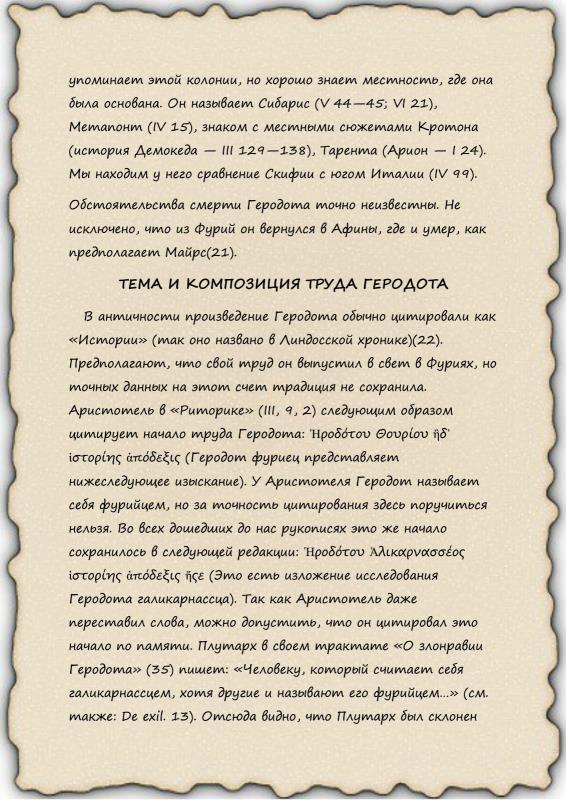 упоминает этой колонии, но хорошо знает местность, где она
была основана. Он называет Сибарис (V 44—45; VI 21),
Метапонт (IV 15), знаком с местными сюжетами Кротона
(история Демокеда — III 129—138), Тарента (Арион — I 24).
Мы находим у него сравнение Скифии с югом Италии (IV 99).
Обстоятельства смерти Геродота точно неизвестны. Не
исключено, что из Фурий он вернулся в Афины, где и умер, как
предполагает Майрс(21).
ТЕМА И КОМПОЗИЦИЯ ТРУДА ГЕРОДОТА
В античности произведение Геродота обычно цитировали как
«Истории» (так оно названо в Линдосской хронике)(22).
Предполагают, что свой труд он выпустил в свет в Фуриях, но
точных данных на этот счет традиция не сохранила.
Аристотель в «Риторике» (III, 9, 2) следующим образом
цитирует начало труда Геродота: Ἡροδότου Θουρίου ἥδ'
ἱστορίης ἀπόδεξις (Геродот фуриец представляет
нижеследующее изыскание). У Аристотеля Геродот называет
себя фурийцем, но за точность цитирования здесь поручиться
нельзя. Во всех дошедших до нас рукописях это же начало
сохранилось в следующей редакции: Ἡροδότου Ἀλικαρνασσέος
ἱστορίης ἀπόδεξις ἥςε (Это есть изложение исследования
Геродота галикарнассца). Так как Аристотель даже
переставил слова, можно допустить, что он цитировал это
начало по памяти. Плутарх в своем трактате «О злонравии
Геродота» (35) пишет: «Человеку, который считает себя
галикарнассцем, хотя другие и называют его фурийцем...» (см.
также: De exil. 13). Отсюда видно, что Плутарх был склонен